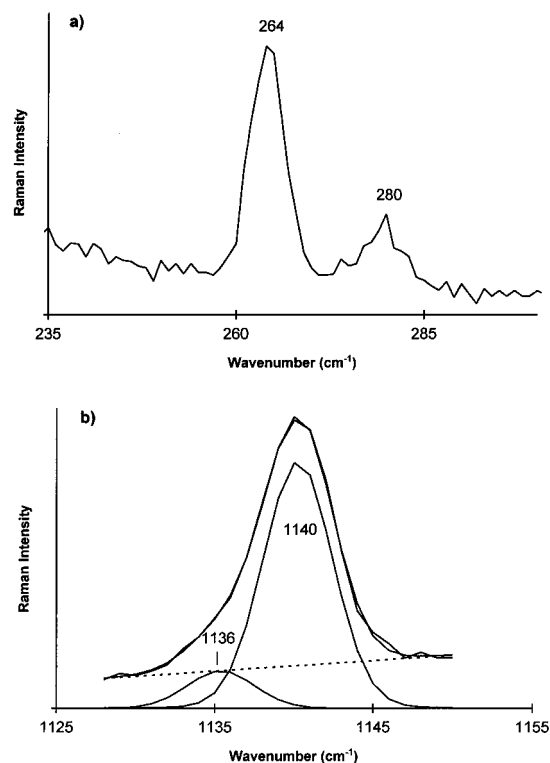 a)
264
280
Raman Intensity
235
260
285
Wavenumber (cm⁻¹)
b)
1140
1136
Raman Intensity
1125
1135
1145
1155
Wavenumber (cm⁻¹)